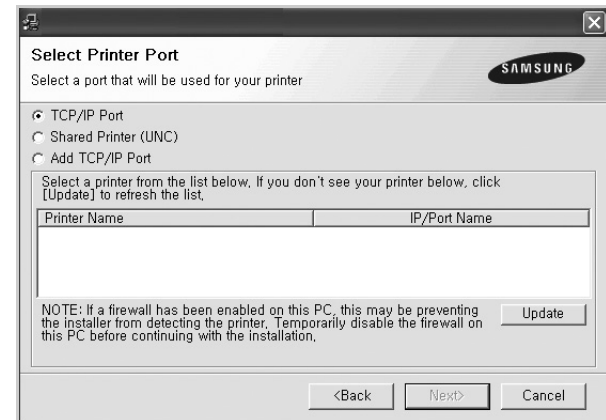 Select Printer Port
Select a port that will be used for your printer
SAMSUNG
TCP/IP Port
Shared Printer (UNC)
Add TCP/IP Port
Select a printer from the list below, If you don't see your printer below, click
[Update] to refresh the list,
Printer Name IP/Port Name
NOTE: If a firewall has been enabled on this PC, this may be preventing
the installer from detecting the printer, Temporarily disable the firewall on
this PC before continuing with the installation,
Update
<Back Next> Cancel